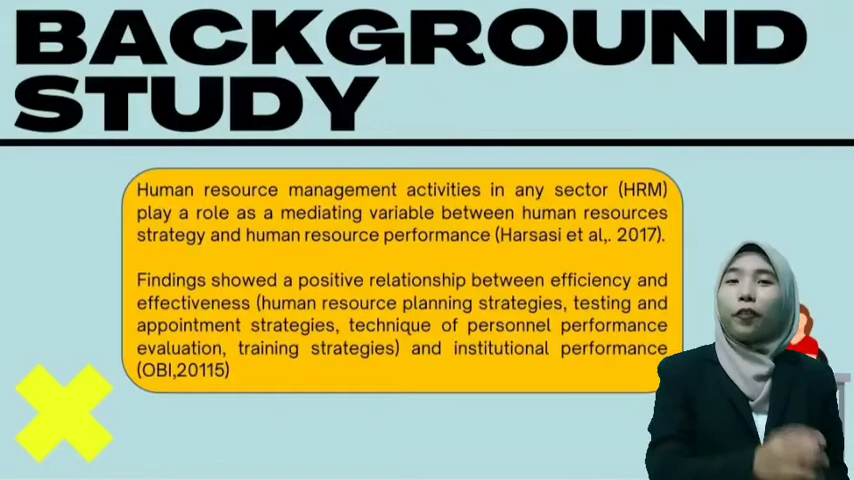 BACKGROUND
STUDY
Human resource management activities in any sector (HRM)
play a role as a mediating variable between human resources
strategy and human resource performance (Harsasi et al,. 2017).
Findings showed a positive relationship between efficiency and
effectiveness (human resource planning strategies, testing and
appointment strategies, technique of personnel performance
evaluation, training strategies) and institutional performance
(OBI,20115)